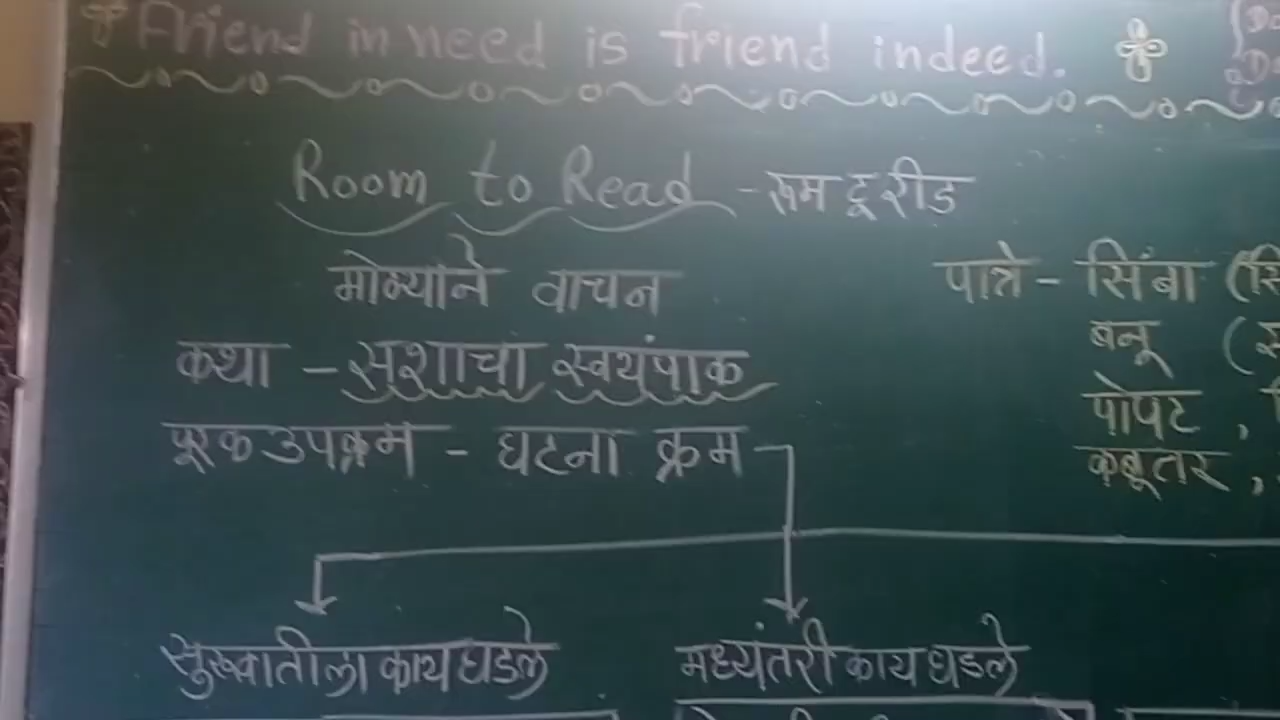 Friend in need is friend indeed.
Room to Read - रुम टू रीड
मोठ्याने वाचन
कथा - सुशाचा स्वयंपाक
पूरक उपक्रम - घटना क्रम
पात्रे - सिंबा (सिं
बनू (
पोपट ,
कबूतर ,
सुरुवातीला काय घडले
मध्यंतरी काय घडले